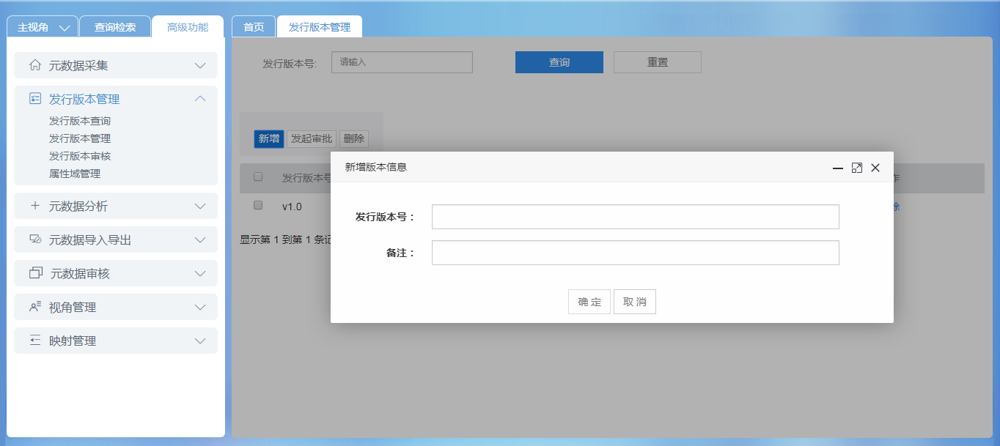 主视角
查询检索
高级功能
首页
发行版本管理
元数据采集
发行版本管理
发行版本查询
发行版本管理
发行版本审核
属性域管理
元数据分析
元数据导入导出
元数据审核
视角管理
映射管理
发行版本号:
请输入
查询
重置
新增
发起审批
删除
发行版本号
v1.0
显示第 1 到第 1 条记
新增版本信息
发行版本号：
备注：
确 定
取 消